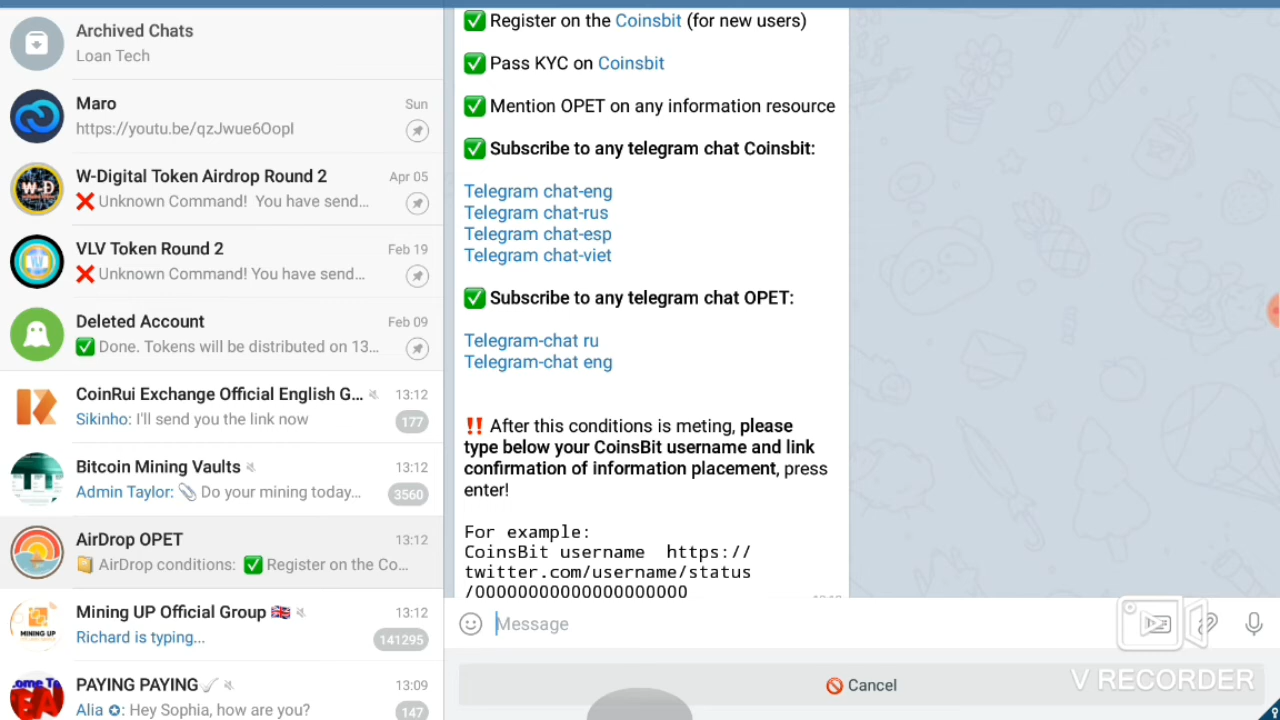 Archived Chats
Loan Tech
Maro
Sun
https://youtu.be/qzJwue6OopI
W-Digital Token Airdrop Round 2
Apr 05
❌ Unknown Command!  You have send...
VLV Token Round 2
Feb 19
❌ Unknown Command! You have send...
Deleted Account
Feb 09
✅ Done. Tokens will be distributed on 13...
CoinRui Exchange Official English G...
13:12
Sikinho: I'll send you the link now
177
Bitcoin Mining Vaults
13:12
Admin Taylor: 📎 Do your mining today...
3560
AirDrop OPET
13:12
📁 AirDrop conditions: ✅ Register on the Co...
Mining UP Official Group 🇬🇧
13:12
Richard is typing...
141295
MINING UP
PAYING PAYING
13:09
Alia ✪: Hey Sophia, how are you?
147
✅ Register on the Coinsbit (for new users)
✅ Pass KYC on Coinsbit
✅ Mention OPET on any information resource
✅ Subscribe to any telegram chat Coinsbit:
Telegram chat-eng
Telegram chat-rus
Telegram chat-esp
Telegram chat-viet
✅ Subscribe to any telegram chat OPET:
Telegram-chat ru
Telegram-chat eng
‼️ After this conditions is meting, please
type below your CoinsBit username and link
confirmation of information placement, press
enter!
For example:
CoinsBit username  https://
twitter.com/username/status
/0000000000000000000
Message
🚫 Cancel
V RECORDER